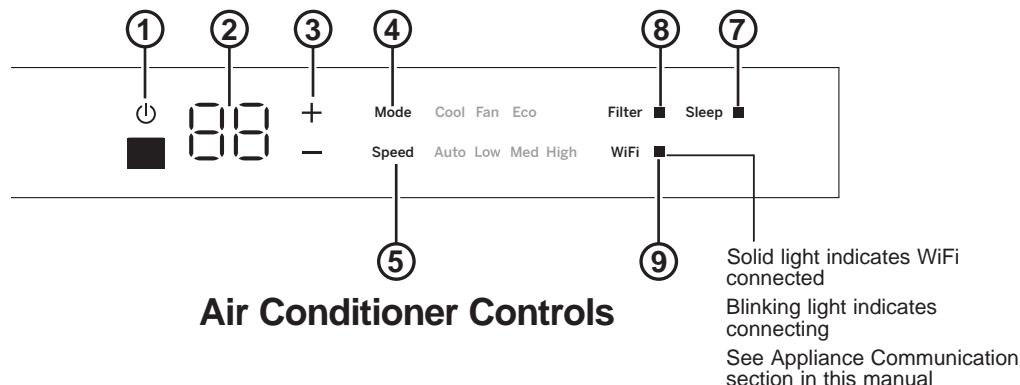 1 2 3 4 8 7
88 + Mode Cool Fan Eco Filter Sleep
− Speed Auto Low Med High WiFi
5 9
Air Conditioner Controls
Solid light indicates WiFi
connected
Blinking light indicates
connecting
See Appliance Communication
section in this manual